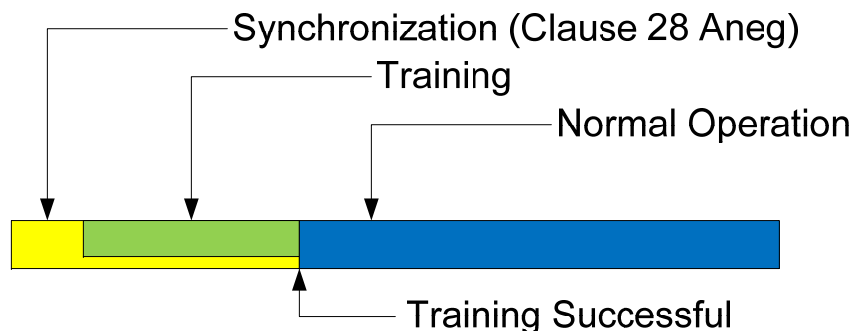 Synchronization (Clause 28 Aneg)
Training
Normal Operation
Training Successful